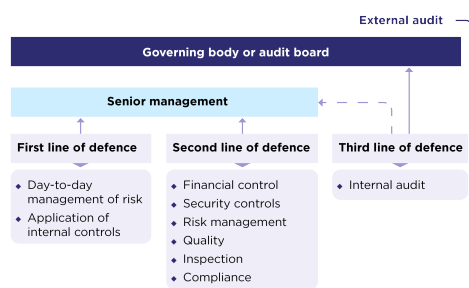 External audit
Governing body or audit board
Senior management
First line of defence
Day-to-day
management of risk
Application of
internal controls
Second line of defence
Financial control
Security controls
Risk management
Quality
Inspection
Compliance
Third line of defence
Internal audit